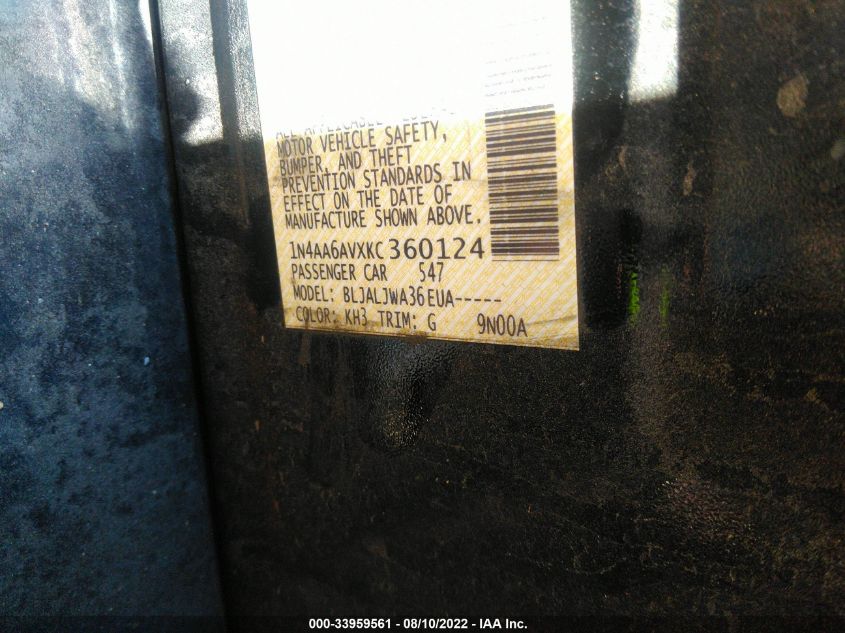 MOTOR VEHICLE SAFETY,
BUMPER, AND THEFT
PREVENTION STANDARDS IN
EFFECT ON THE DATE OF
MANUFACTURE SHOWN ABOVE.
1N4AA6AVXKC360124
PASSENGER CAR 547
MODEL: BLJALJWA36EUA-----
COLOR: KH3 TRIM: G 9N00A
000-33959561 - 08/10/2022 - IAA Inc.